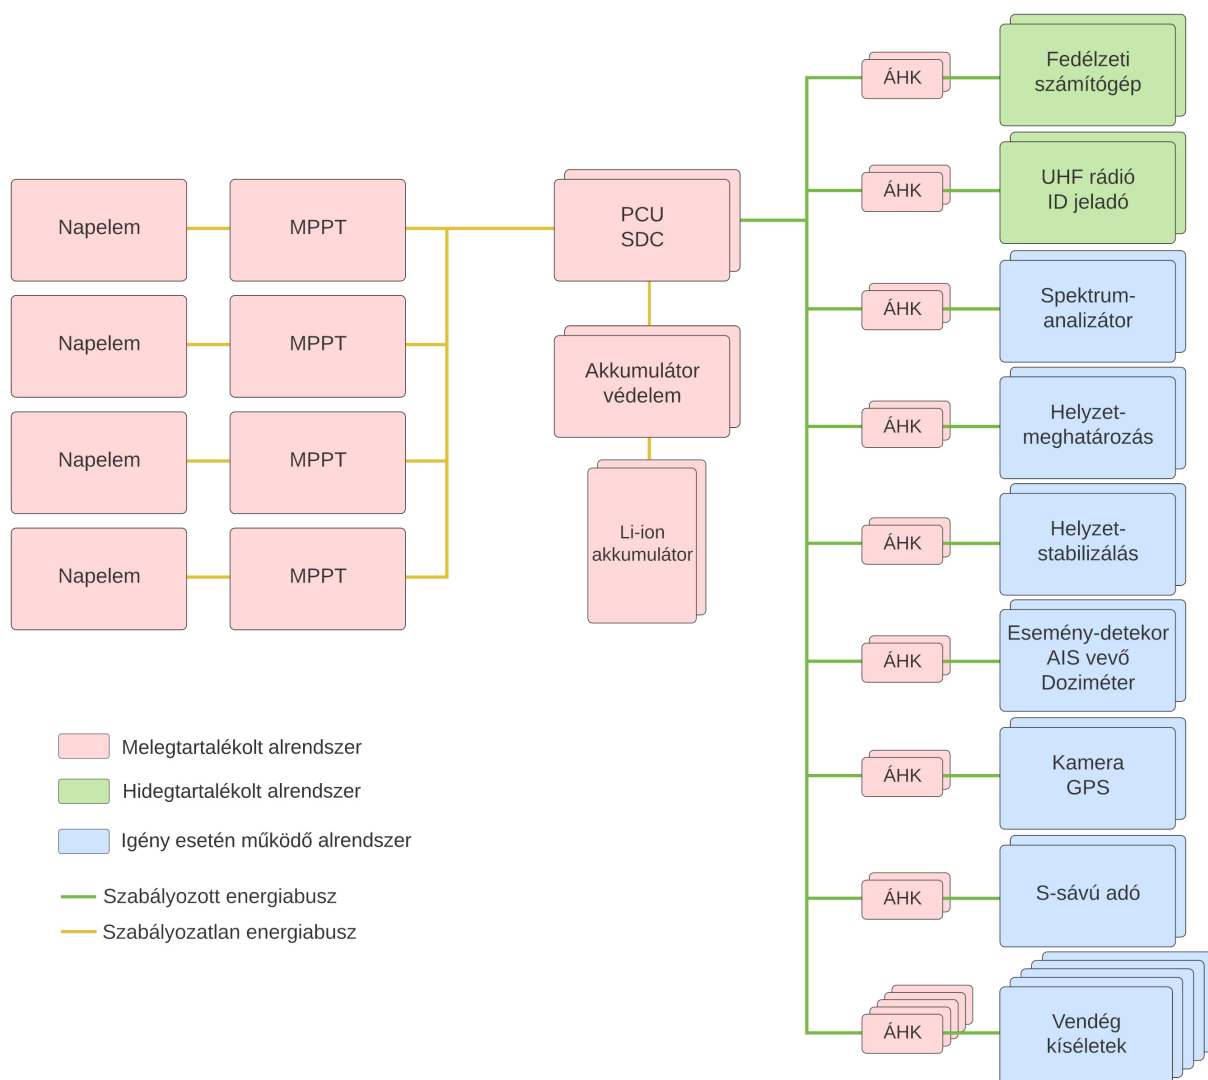 Napelem
MPPT
Napelem
MPPT
Napelem
MPPT
Napelem
MPPT
PCU
SDC
Akkumulátor
védelem
Li-ion
akkumulátor
ÁHK
Fedélzeti
számítógép
ÁHK
UHF rádió
ID jeladó
ÁHK
Spektrum-
analizátor
ÁHK
Helyzet-
meghatározás
ÁHK
Helyzet-
stabilizálás
ÁHK
Esemény-detekor
AIS vevő
Doziméter
ÁHK
Kamera
GPS
ÁHK
S-sávú adó
ÁHK
Vendég
kíséletek
Melegtartalékolt alrendszer
Hidegtartalékolt alrendszer
Igény esetén működő alrendszer
Szabályozott energiabusz
Szabályozatlan energiabusz